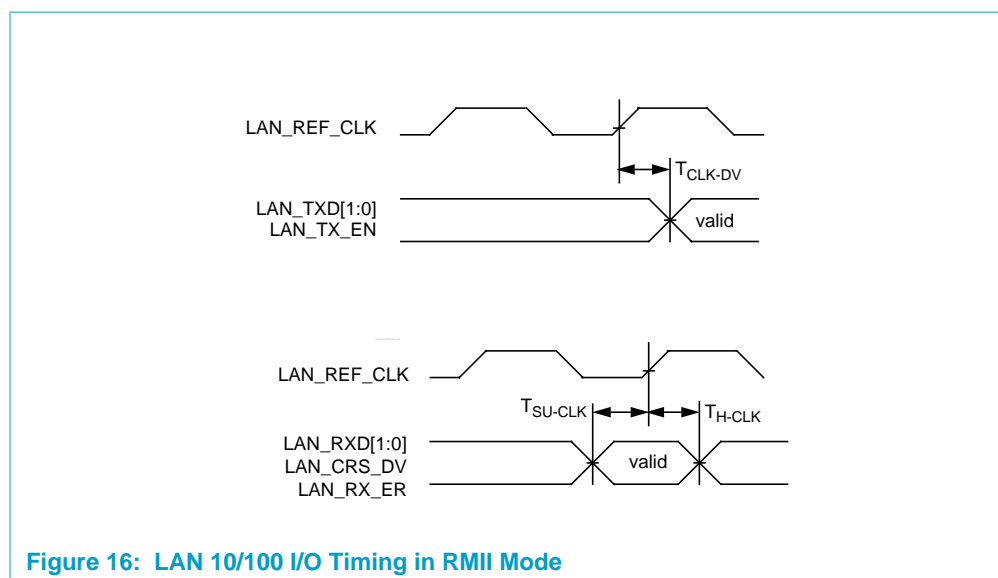 LAN_REF_CLK
TCLK-DV
LAN_TXD[1:0]
LAN_TX_EN
valid
LAN_REF_CLK
TSU-CLK
TH-CLK
LAN_RXD[1:0]
LAN_CRS_DV
LAN_RX_ER
valid
Figure 16: LAN 10/100 I/O Timing in RMII Mode